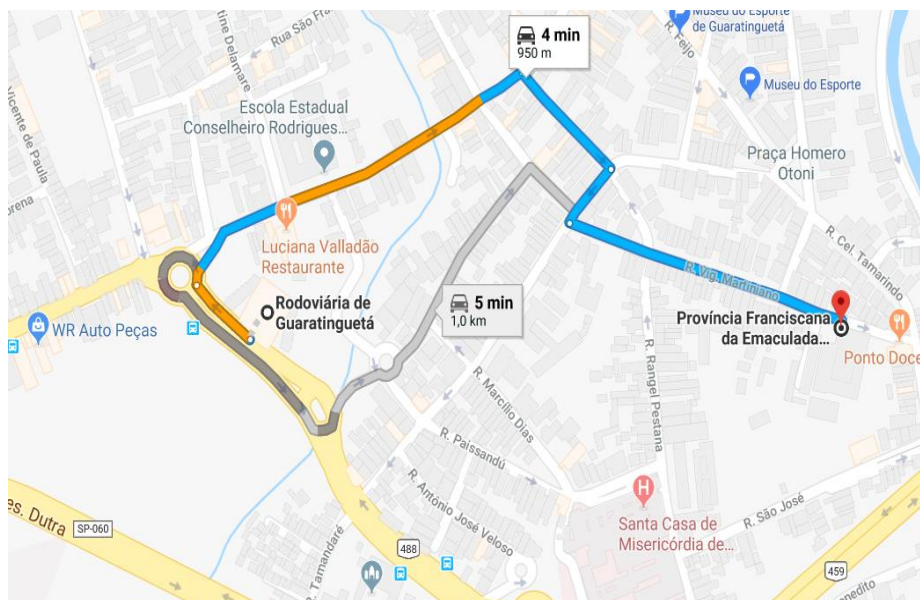 Museu do Esporte
de Guaratinguetá
R. Feijó
4 min
950 m
Rua São Fra
tine Delamare
Vicente de Paula
Museu do Esporte
Escola Estadual
Conselheiro Rodrigues...
Praça Homero
Otoni
orena
Luciana Valladão
Restaurante
R. Cel. Tamarindo
R. Vig. Martiniano
Rodoviária de
Guaratinguetá
5 min
1,0 km
WR Auto Peças
Província Franciscana
da Emaculada...
Ponto Doce
R. Marcílio Dias
R. Rangel Pestana
R. Paissandú
R. Antônio José Veloso
Santa Casa de
Misericórdia de...
R. São José
es. Dutra
SP-060
R. Tamandaré
488
459
enedito